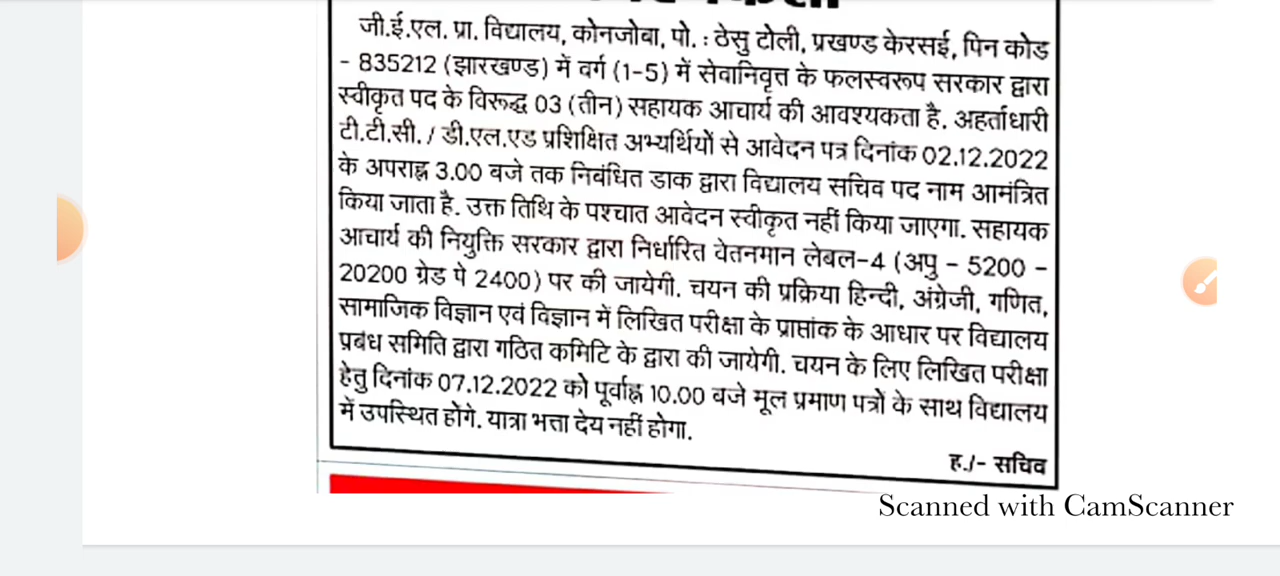 जी.ई.एल. प्रा. विद्यालय, कोनजोबा, पो. : ठेसु टोली, प्रखण्ड केरसई, पिन कोड
- 835212 (झारखण्ड) में वर्ग (1-5) में सेवानिवृत्त के फलस्वरूप सरकार द्वारा
स्वीकृत पद के विरूद्ध 03 (तीन) सहायक आचार्य की आवश्यकता है. अहर्ताधारी
टी.टी.सी. / डी.एल.एड प्रशिक्षित अभ्यर्थियों से आवेदन पत्र दिनांक 02.12.2022
के अपराह्न 3.00 बजे तक निबंधित डाक द्वारा विद्यालय सचिव पद नाम आमंत्रित
किया जाता है. उक्त तिथि के पश्चात आवेदन स्वीकृत नहीं किया जाएगा. सहायक
आचार्य की नियुक्ति सरकार द्वारा निर्धारित वेतनमान लेबल-4 (अपु - 5200 -
20200 ग्रेड पे 2400) पर की जायेगी. चयन की प्रक्रिया हिन्दी, अंग्रेजी, गणित,
सामाजिक विज्ञान एवं विज्ञान में लिखित परीक्षा के प्राप्तांक के आधार पर विद्यालय
प्रबंध समिति द्वारा गठित कमिटि के द्वारा की जायेगी. चयन के लिए लिखित परीक्षा
हेतु दिनांक 07.12.2022 को पूर्वाह्न 10.00 बजे मूल प्रमाण पत्रों के साथ विद्यालय
में उपस्थित होगे. यात्रा भत्ता देय नहीं होगा.
ह./- सचिव
Scanned with CamScanner